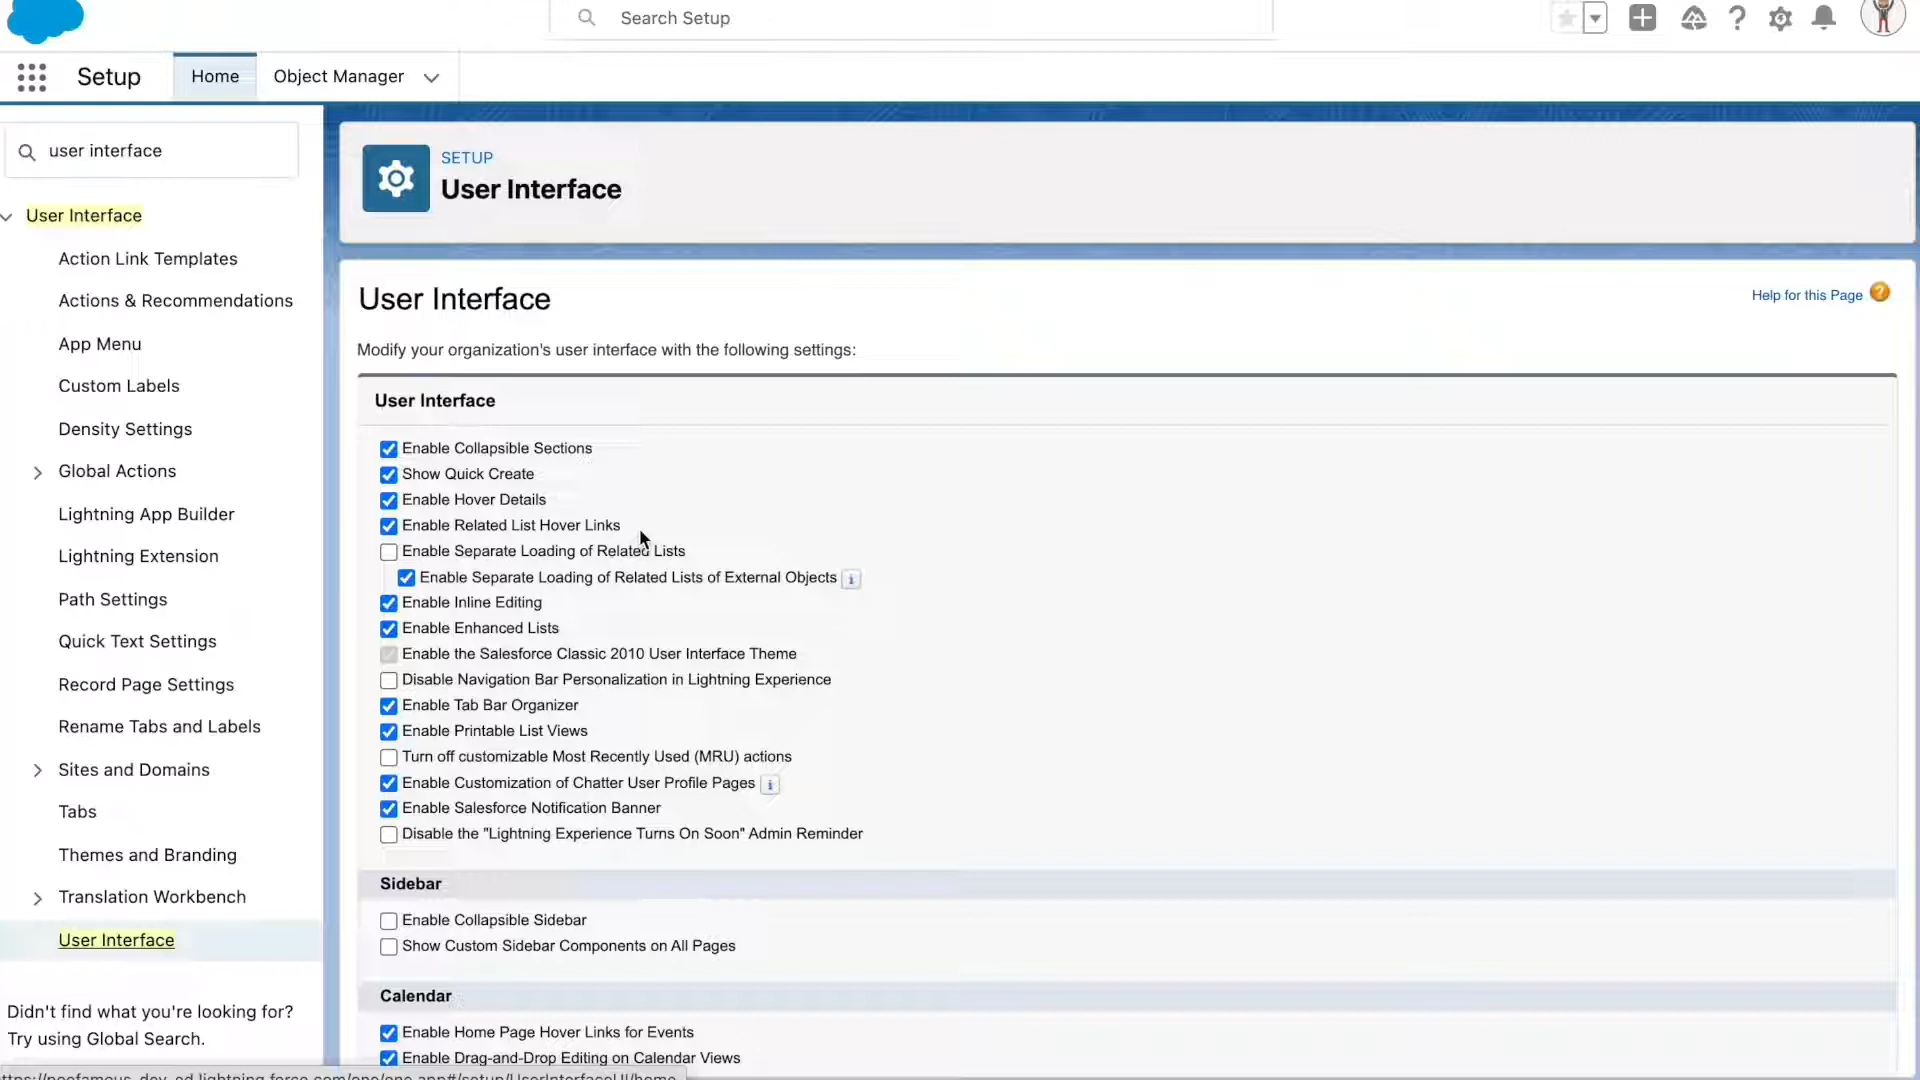 Search Setup
Setup
Home
Object Manager
user interface
User Interface
Action Link Templates
Actions & Recommendations
App Menu
Custom Labels
Density Settings
Global Actions
Lightning App Builder
Lightning Extension
Path Settings
Quick Text Settings
Record Page Settings
Rename Tabs and Labels
Sites and Domains
Tabs
Themes and Branding
Translation Workbench
User Interface
Didn't find what you're looking for?
Try using Global Search.
SETUP
User Interface
User Interface
Help for this Page
Modify your organization's user interface with the following settings:
User Interface
Enable Collapsible Sections
Show Quick Create
Enable Hover Details
Enable Related List Hover Links
Enable Separate Loading of Related Lists
Enable Separate Loading of Related Lists of External Objects
Enable Inline Editing
Enable Enhanced Lists
Enable the Salesforce Classic 2010 User Interface Theme
Disable Navigation Bar Personalization in Lightning Experience
Enable Tab Bar Organizer
Enable Printable List Views
Turn off customizable Most Recently Used (MRU) actions
Enable Customization of Chatter User Profile Pages
Enable Salesforce Notification Banner
Disable the "Lightning Experience Turns On Soon" Admin Reminder
Sidebar
Enable Collapsible Sidebar
Show Custom Sidebar Components on All Pages
Calendar
Enable Home Page Hover Links for Events
Enable Drag-and-Drop Editing on Calendar Views